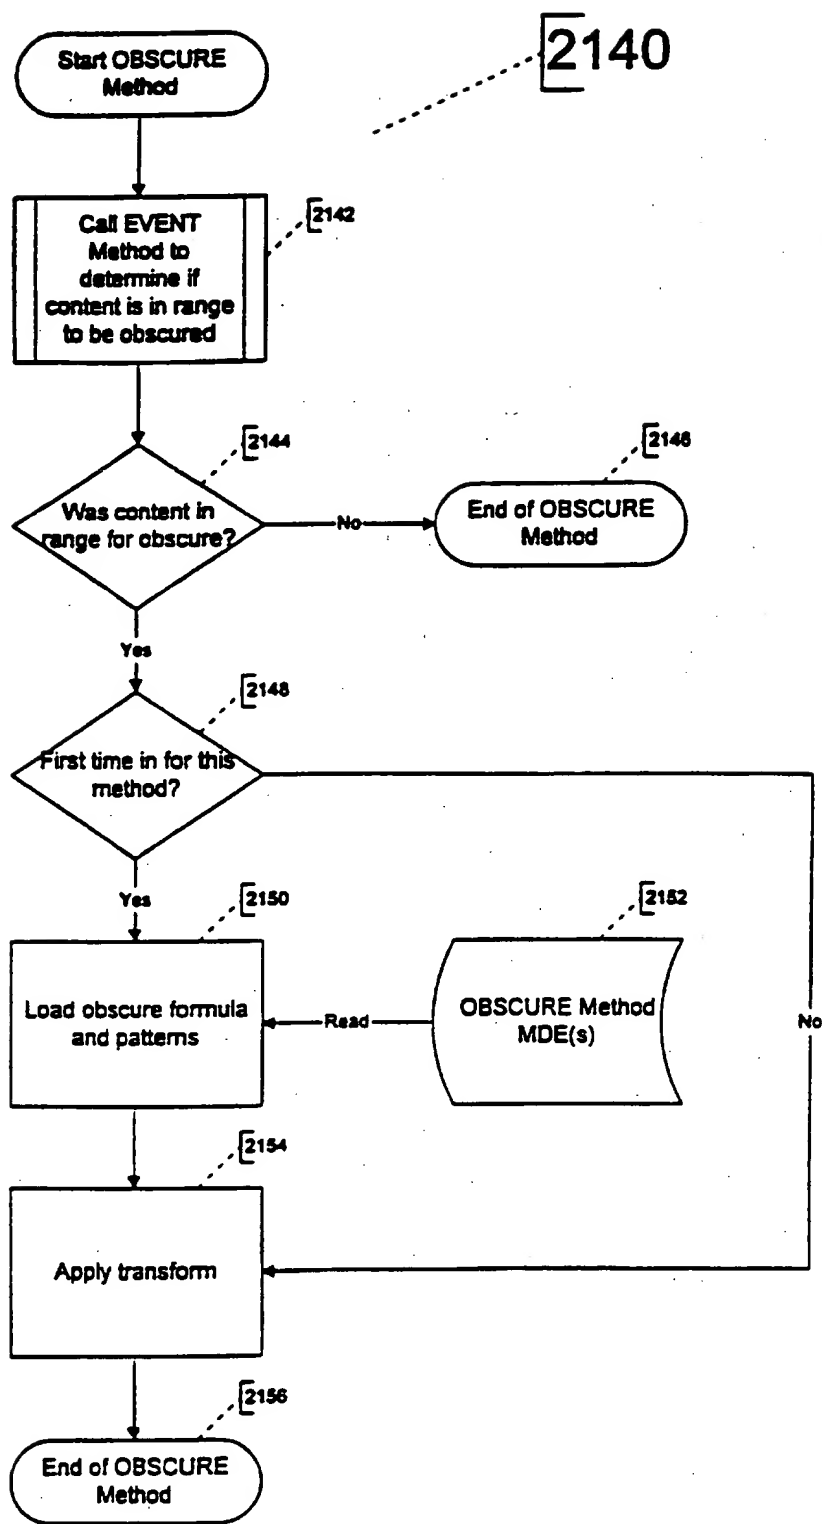 2140
Start OBSCURE
Method
2142
Call EVENT
Method to
determine if
content is in range
to be obscured
2144
2146
Was content in
range for obscure?
No
End of OBSCURE
Method
Yes
2148
First time in for this
method?
Yes
2150
2152
Load obscure formula
and patterns
Read
OBSCURE Method
MDE(s)
No
2154
Apply transform
2156
End of OBSCURE
Method